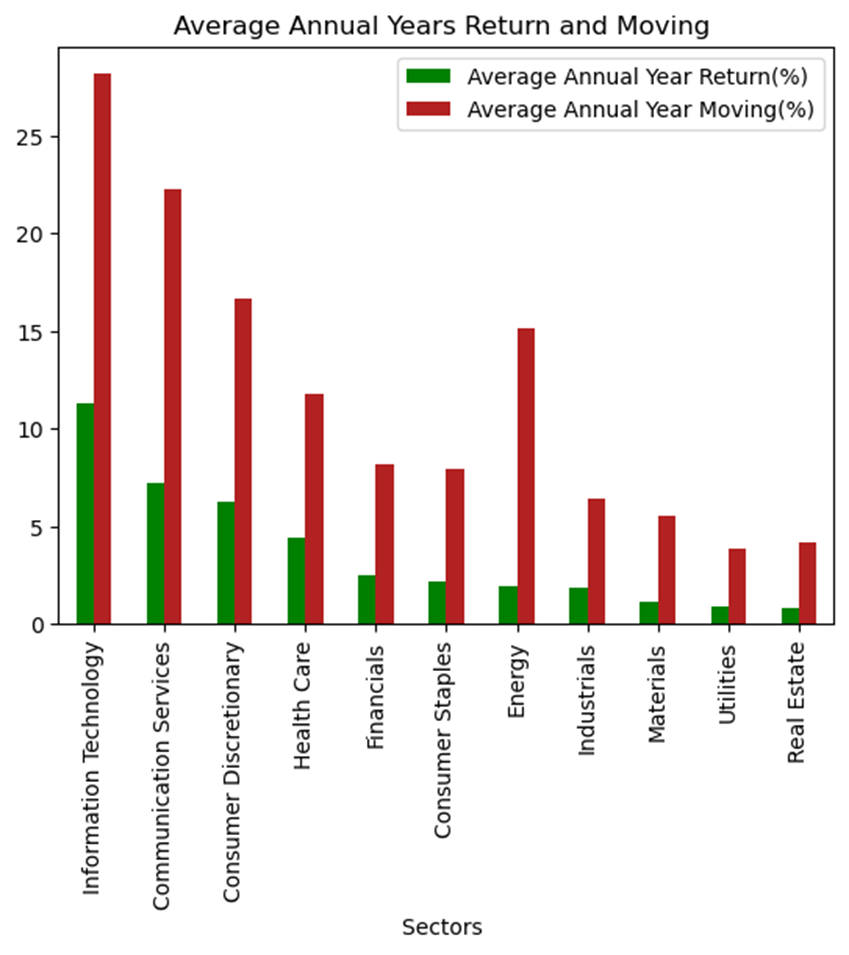 Average Annual Years Return and Moving
Average Annual Year Return(%)
Average Annual Year Moving(%)
25
20
15
10
5
0
Information Technology
Communication Services
Consumer Discretionary
Health Care
Financials
Consumer Staples
Energy
Industrials
Materials
Utilities
Real Estate
Sectors